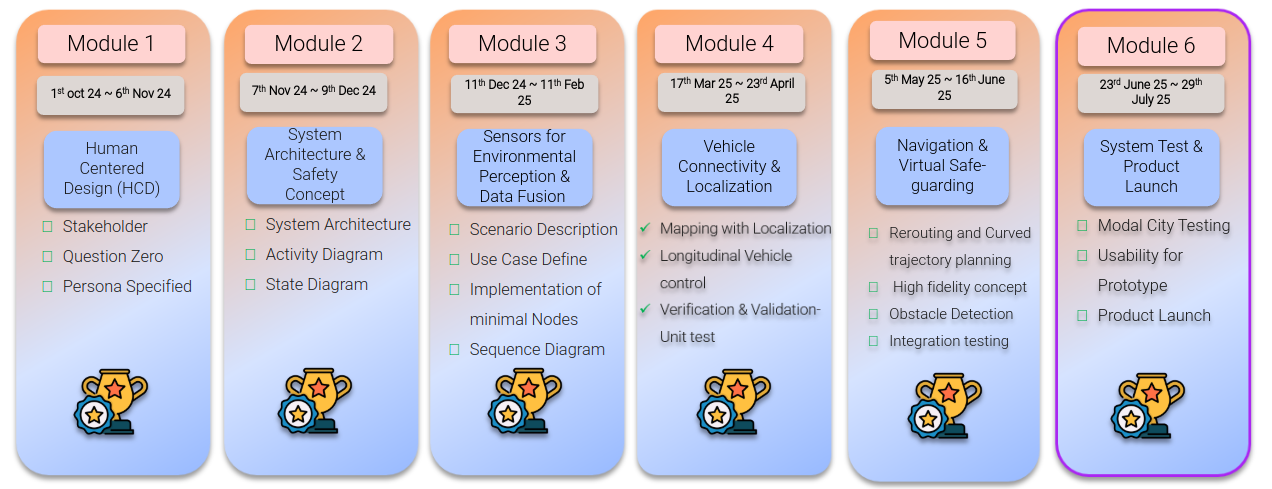 Module 1
1st oct 24 ~ 6th Nov 24
Human
Centered
Design (HCD)
Stakeholder
Question Zero
Persona Specified
Module 2
7th Nov 24 ~ 9th Dec 24
System
Architecture &
Safety
Concept
System Architecture
Activity Diagram
State Diagram
Module 3
11th Dec 24 ~ 11th Feb
25
Sensors for
Environmental
Perception &
Data Fusion
Scenario Description
Use Case Define
Implementation of
minimal Nodes
Sequence Diagram
Module 4
17th Mar 25 ~ 23rd April
25
Vehicle
Connectivity &
Localization
Mapping with Localization
Longitudinal Vehicle
control
Verification & Validation-
Unit test
Module 5
5th May 25 ~ 16th June
25
Navigation &
Virtual Safe-
guarding
Rerouting and Curved
trajectory planning
High fidelity concept
Obstacle Detection
Integration testing
Module 6
23rd June 25 ~ 29th
July 25
System Test &
Product
Launch
Modal City Testing
Usability for
Prototype
Product Launch